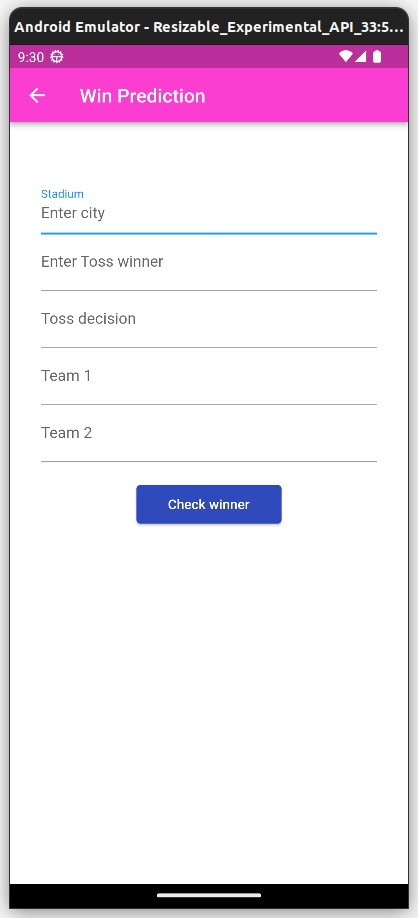 Android Emulator - Resizable_Experimental_API_33:5...
9:30
Win Prediction
Stadium
Enter city
Enter Toss winner
Toss decision
Team 1
Team 2
Check winner